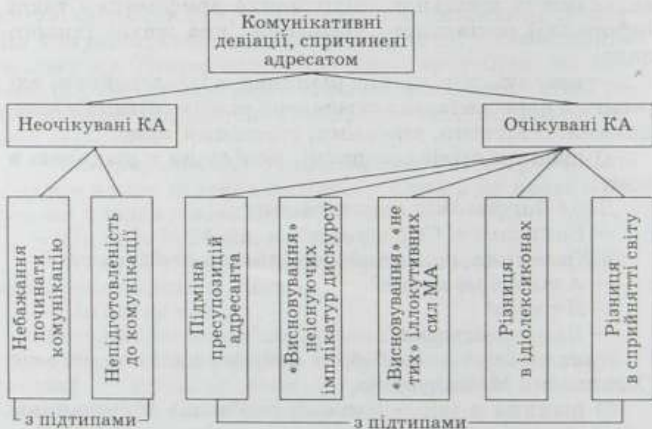 Комунікативні
девіації, спричинені
адресатом
Неочікувані КА
Очікувані КА
Небажання
починати
комунікацію
Непідготовленість
до комунікації
Підміна
пресупозицій
адресанта
«Висновування»
неіснуючих
імплікатур дискурсу
«Висновування» «не
тих» іллокутивних
сил МА
Різниця
в ідіолексиконах
Різниця
в сприйнятті світу
з підтипами
з підтипами